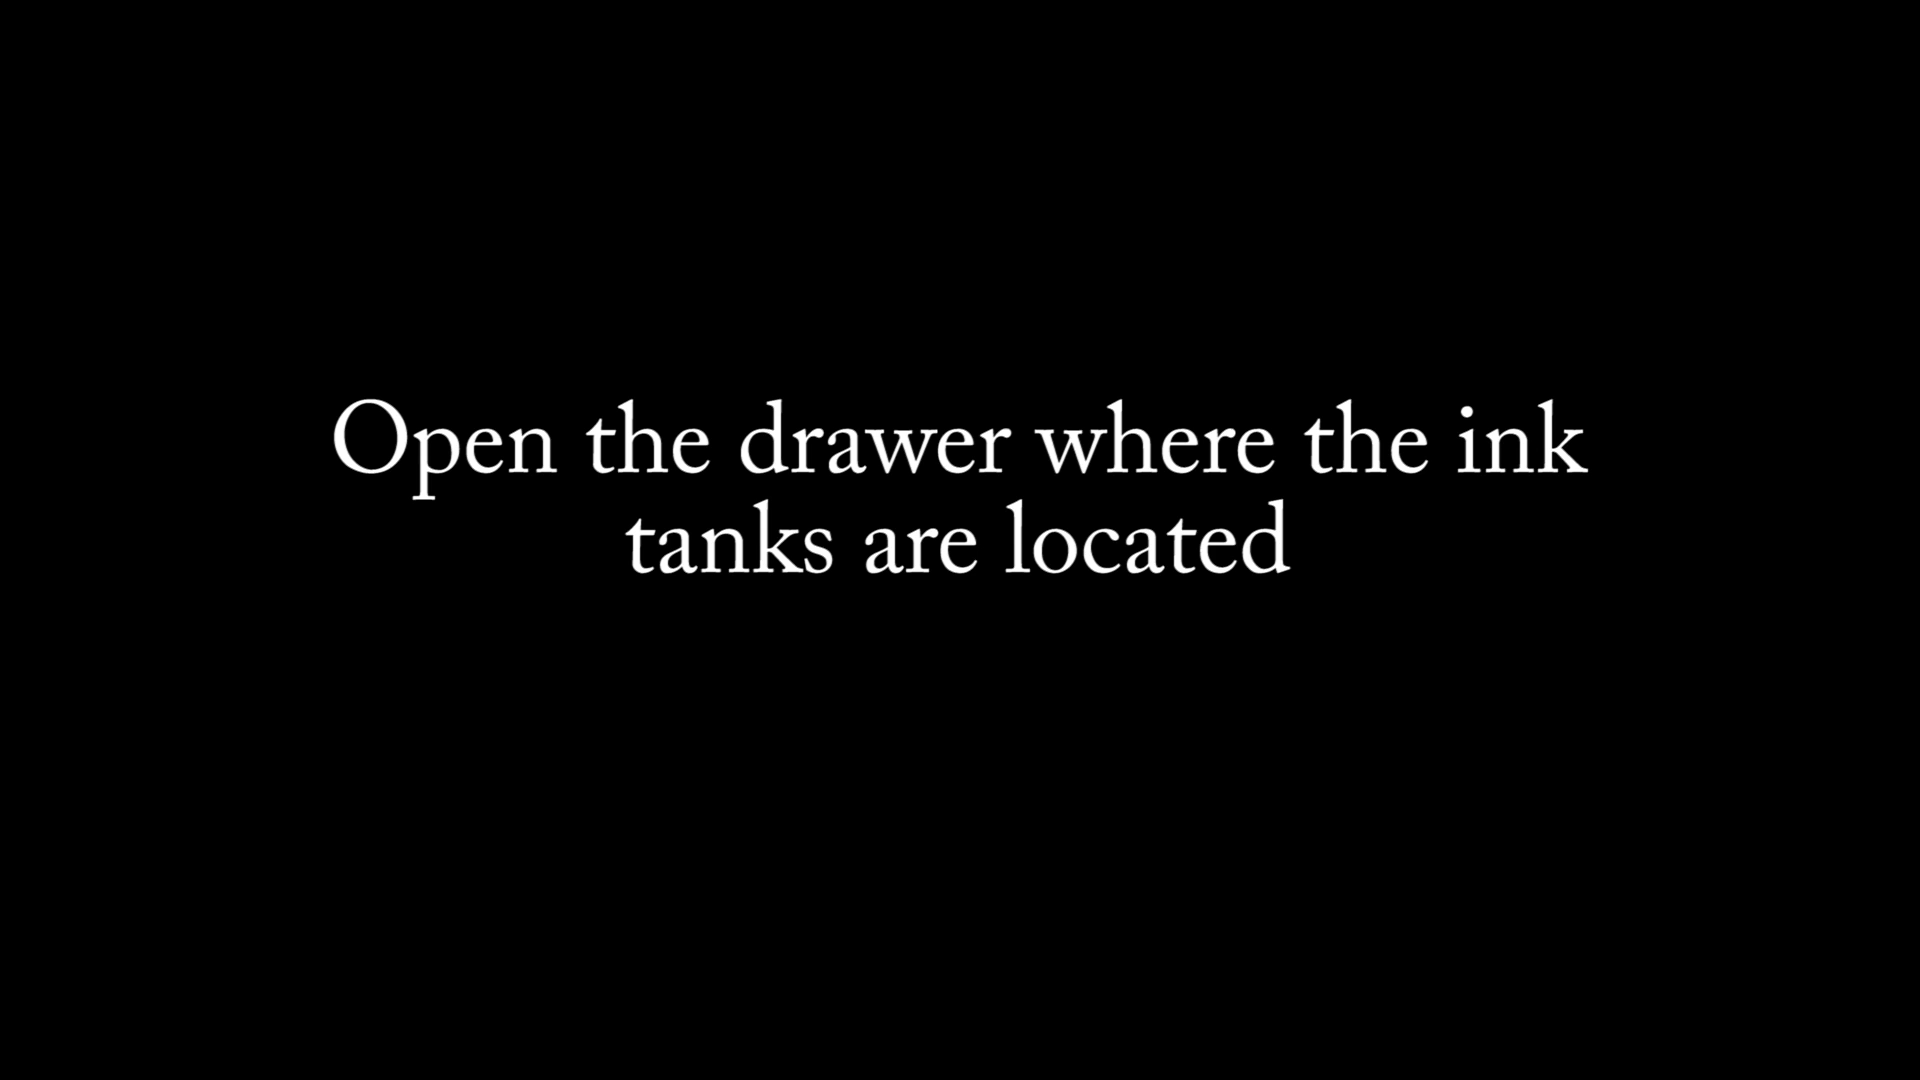 Open the drawer where the ink
tanks are located